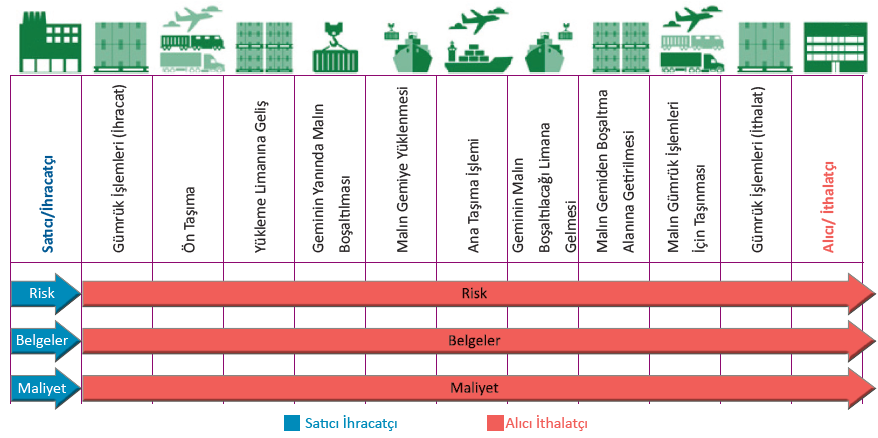 Satıcı/İhracatçı
Gümrük İşlemleri (İhracat)
Ön Taşıma
Yükleme Limanına Geliş
Geminin Yanında Malın
Boşaltılması
Malın Gemiye Yüklenmesi
Ana Taşıma İşlemi
Geminin Malın
Boşaltılacağı Limana
Gelmesi
Malın Gemiden Boşaltma
Alanına Getirilmesi
Malın Gümrük İşlemleri
İçin Taşınması
Gümrük İşlemleri (İthalat)
Alıcı/ İthalatçı
Risk
Risk
Belgeler
Belgeler
Maliyet
Maliyet
Satıcı İhracatçı
Alıcı İthalatçı